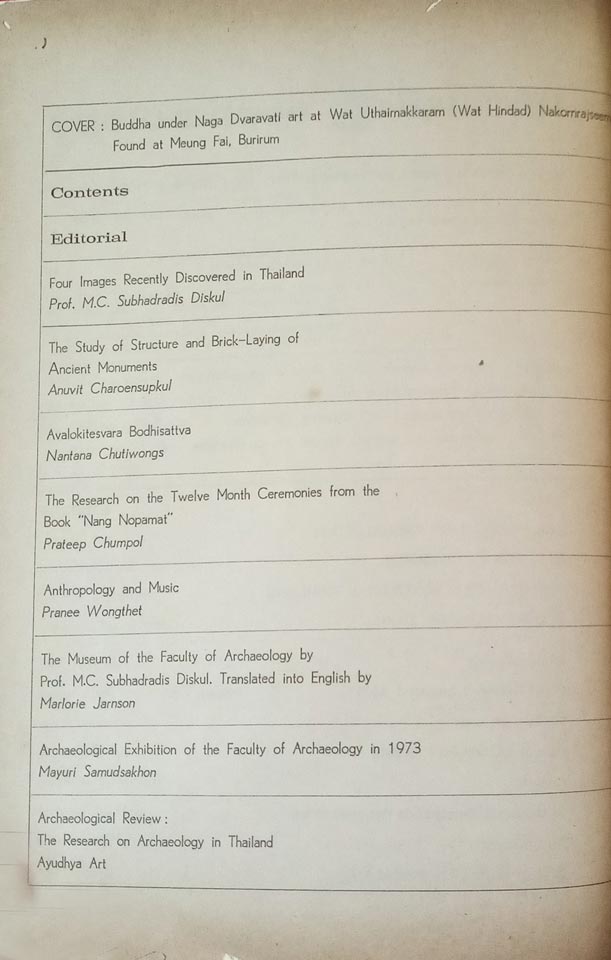 COVER : Buddha under Naga Dvaravati art at Wat Uthaimakkaram (Wat Hindad)
Found at Meung Fai, Burirum
Contents
Editorial
Four Images Recently Discovered in Thailand
Prof. M.C. Subhadradis Diskul
The Study of Structure and Brick-Laying of
Ancient Monuments
Anuvit Charoensupkul
Avalokitesvara Bodhisattva
Nantana Chutiwongs
The Research on the Twelve Month Ceremonies from the
Book "Nang Nopamat"
Prateep Chumpol
Anthropology and Music
Pranee Wongthet
The Museum of the Faculty of Archaeology by
Prof. M.C. Subhadradis Diskul. Translated into English by
Marlorie Jarnson
Archaeological Exhibition of the Faculty of Archaeology in 1973
Mayuri Samudsakhon
Archaeological Review :
The Research on Archaeology in Thailand
Ayudhya Art